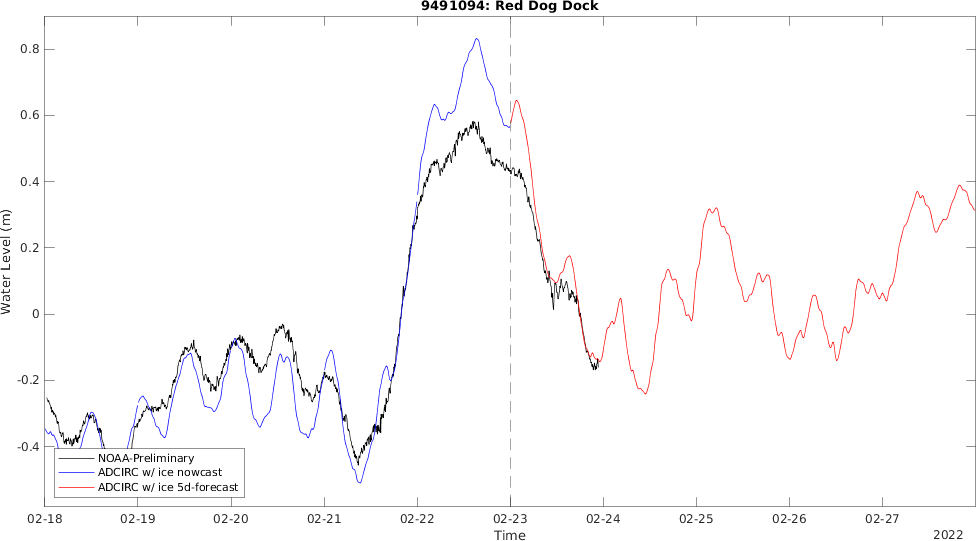 9491094: Red Dog Dock
Water Level (m)
0.8
0.6
0.4
0.2
0
-0.2
-0.4
NOAA-Preliminary
ADCIRC w/ ice nowcast
ADCIRC w/ ice 5d-forecast
02-18 02-19 02-20 02-21 02-22 02-23 02-24 02-25 02-26 02-27
Time
2022